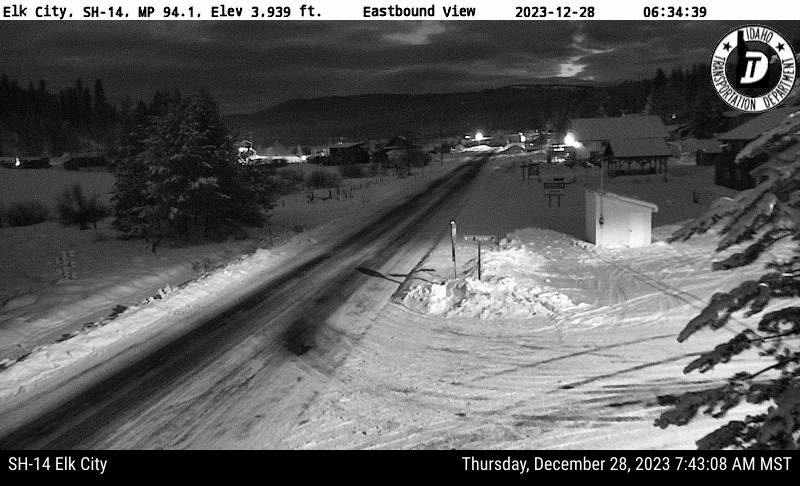 Elk City, SH-14, MP 94.1, Elev 3,939 ft. Eastbound View 2023-12-28 06:34:39
IDAHO
TRANSPORTATION DEPARTMENT
SH-14 Elk City Thursday, December 28, 2023 7:43:08 AM MST